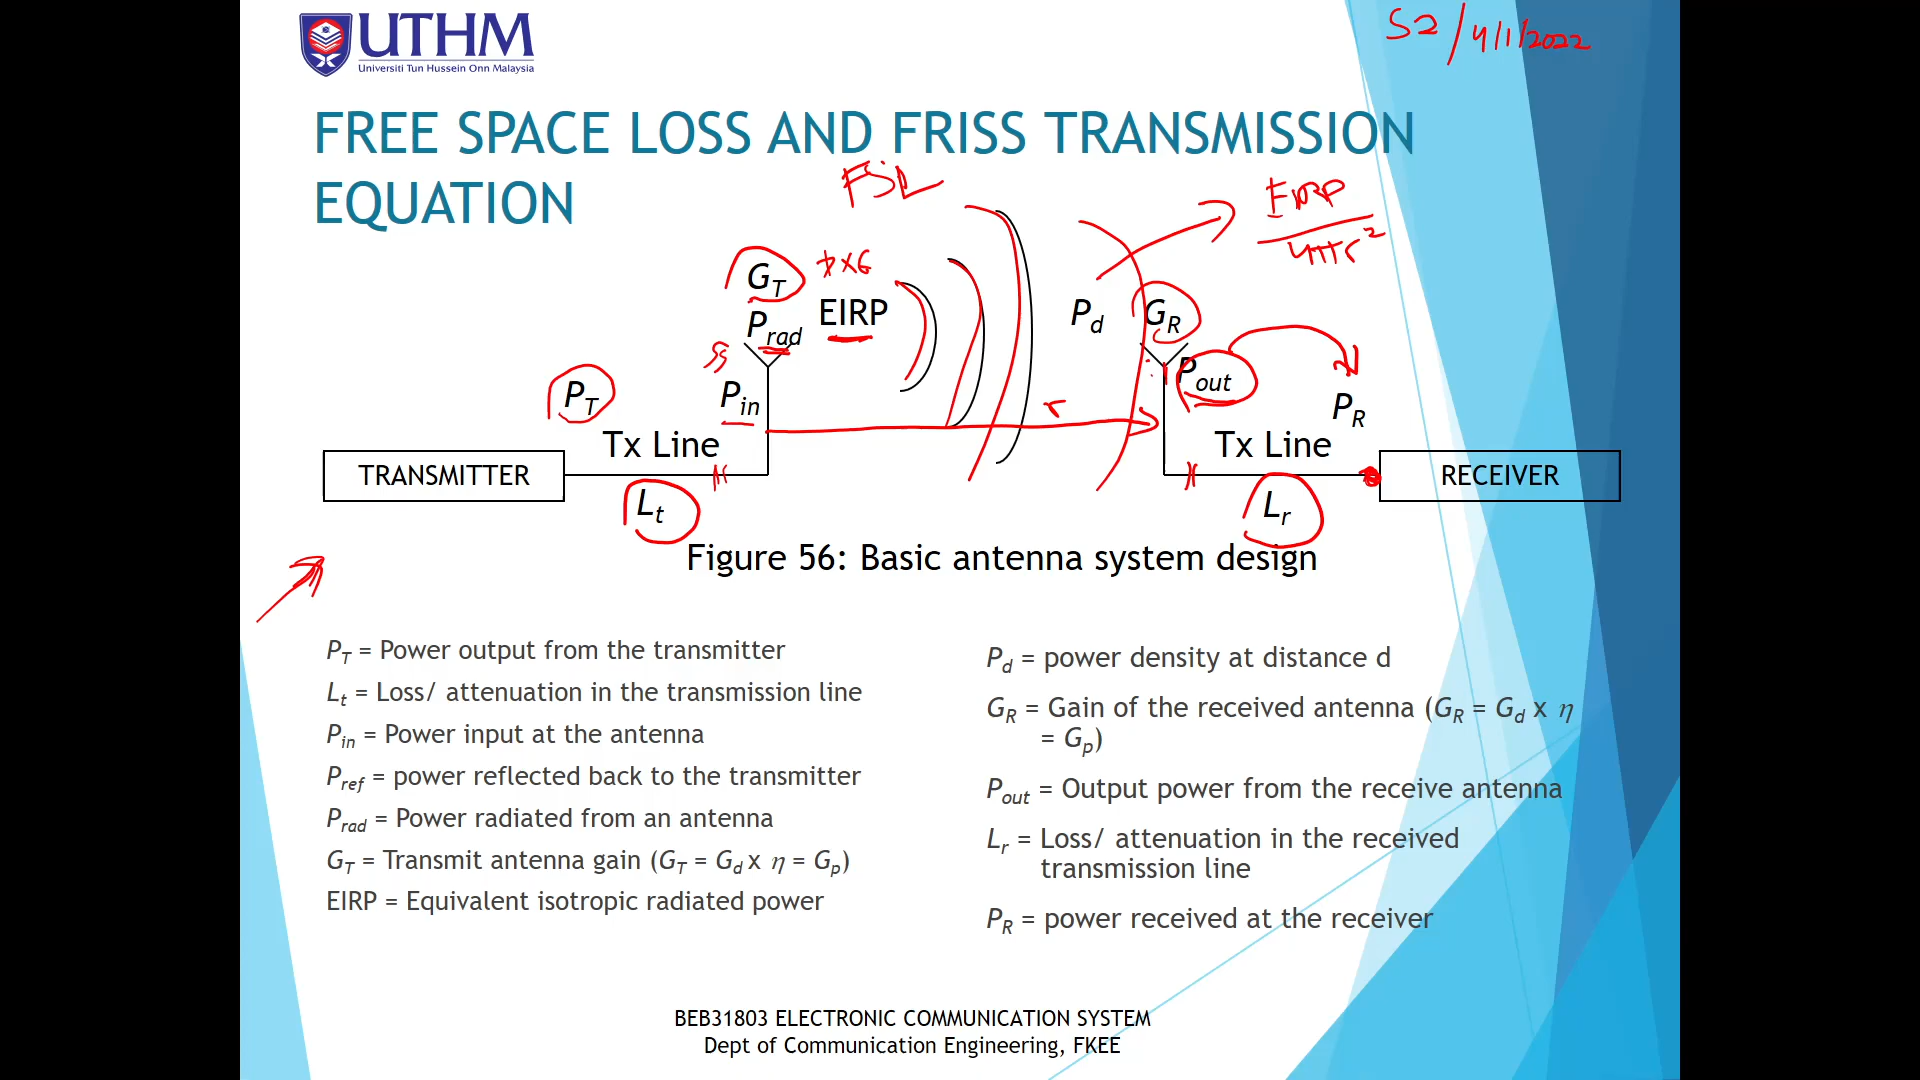 UTHM
Universiti Tun Hussein Onn Malaysia
S2 / 4/1/2022
FREE SPACE LOSS AND FRISS TRANSMISSION
EQUATION
FSL
EIRP
4πr²
G_T
P×G
P_rad
EIRP
P_d
G_R
P_T
P_in
r
P_out
P_R
Tx Line
Tx Line
TRANSMITTER
RECEIVER
L_t
L_r
Figure 56: Basic antenna system design
P_T = Power output from the transmitter
L_t = Loss/ attenuation in the transmission line
P_in = Power input at the antenna
P_ref = power reflected back to the transmitter
P_rad = Power radiated from an antenna
G_T = Transmit antenna gain (G_T = G_d x η = G_p)
EIRP = Equivalent isotropic radiated power
P_d = power density at distance d
G_R = Gain of the received antenna (G_R = G_d x η
= G_p)
P_out = Output power from the receive antenna
L_r = Loss/ attenuation in the received
transmission line
P_R = power received at the receiver
BEB31803 ELECTRONIC COMMUNICATION SYSTEM
Dept of Communication Engineering, FKEE